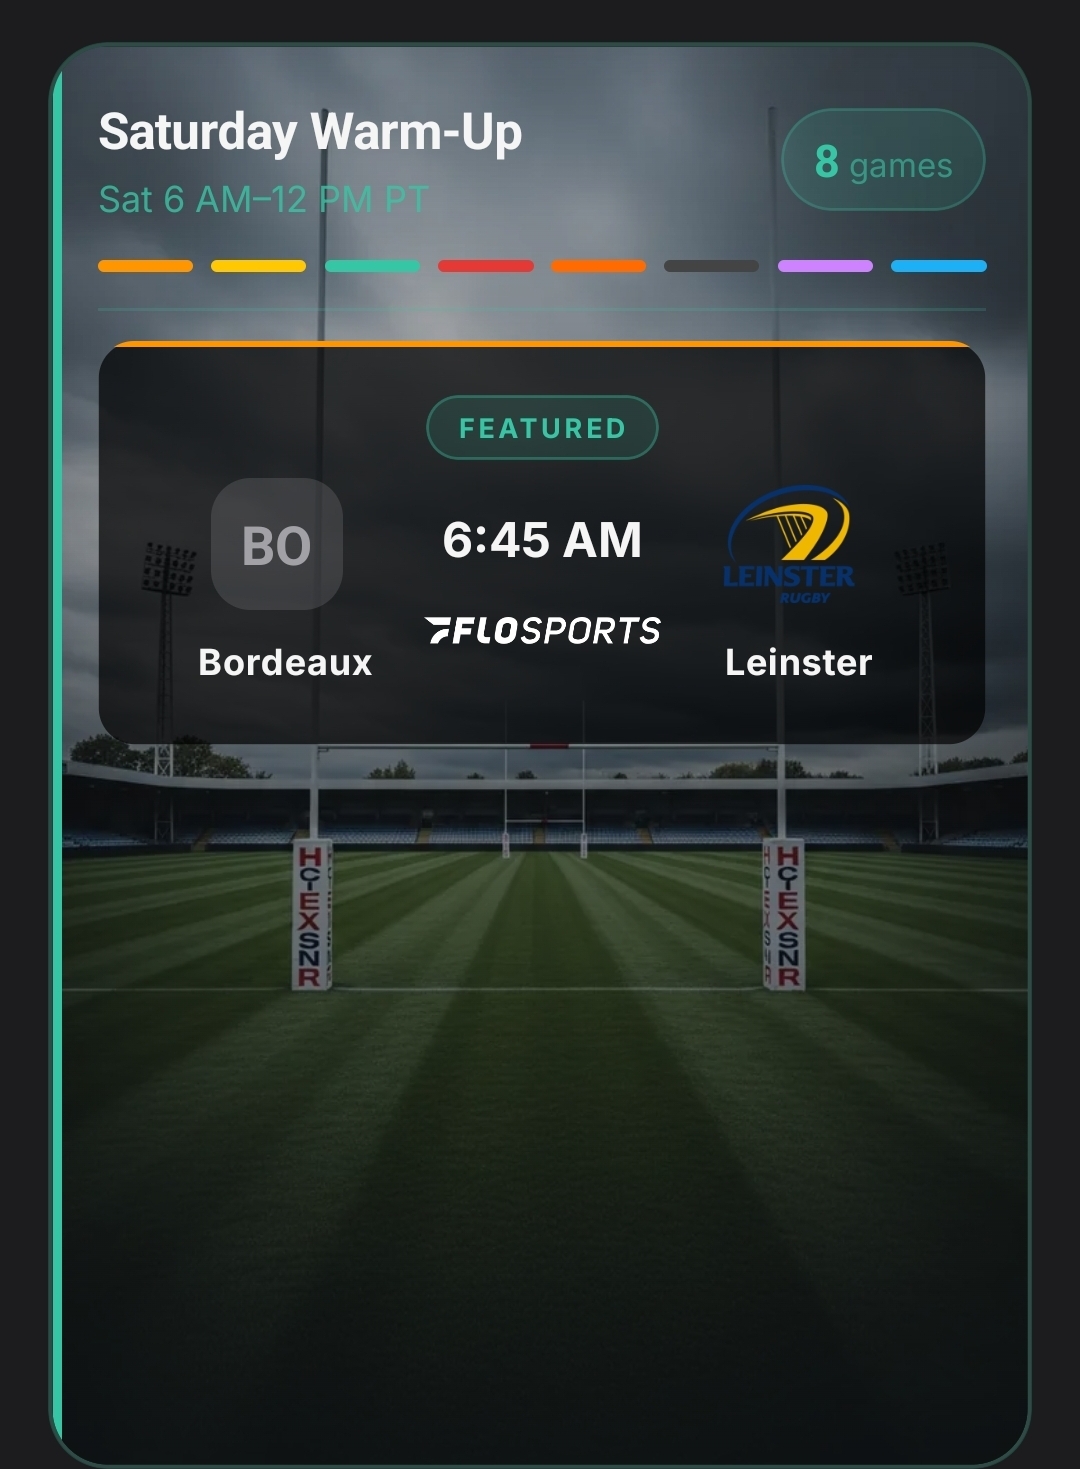 Saturday Warm-Up
8 games
Sat 6 AM–12 PM PT
FEATURED
BO
6:45 AM
LEINSTER
RUGBY
FLOSPORTS
Bordeaux
Leinster